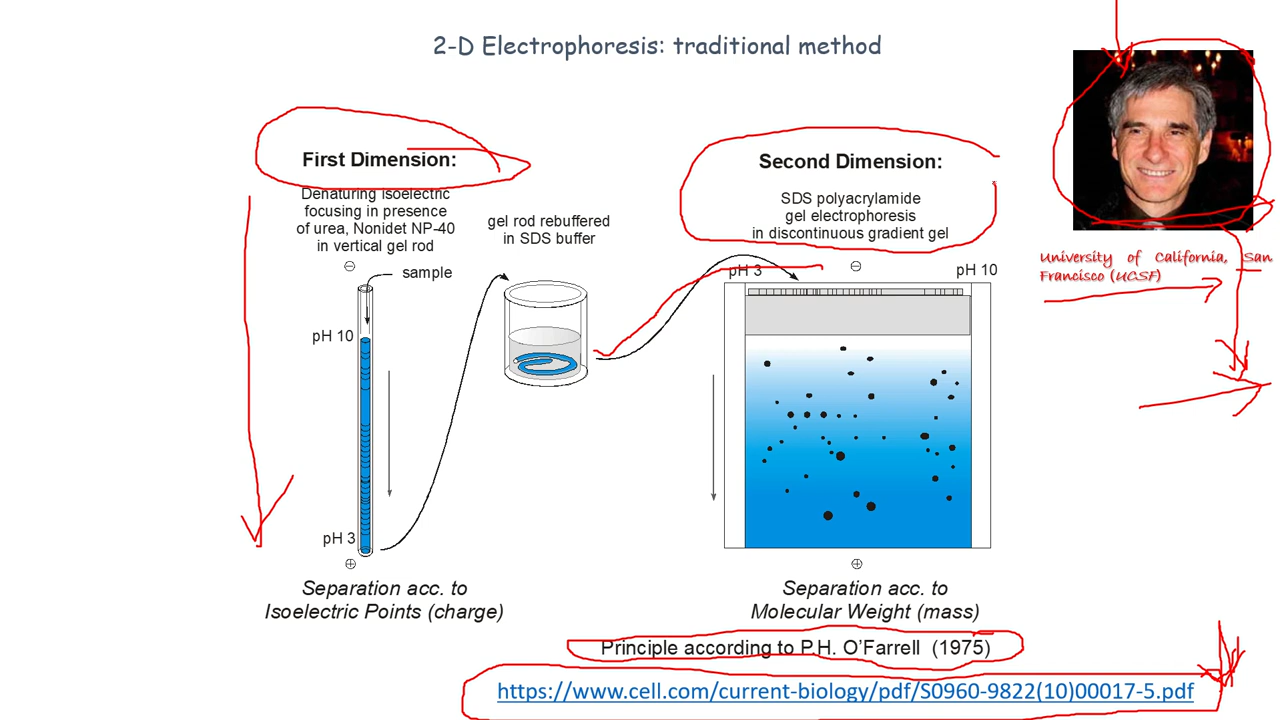 2-D Electrophoresis: traditional method
First Dimension:
Denaturing isoelectric
focusing in presence
of urea, Nonidet NP-40
in vertical gel rod
⊖
sample
pH 10
pH 3
⊕
Separation acc. to
Isoelectric Points (charge)
gel rod rebuffered
in SDS buffer
Second Dimension:
SDS polyacrylamide
gel electrophoresis
in discontinuous gradient gel
pH 3
⊖
pH 10
⊕
Separation acc. to
Molecular Weight (mass)
University of California, San
Francisco (UCSF)
Principle according to P.H. O'Farrell (1975)
https://www.cell.com/current-biology/pdf/S0960-9822(10)00017-5.pdf